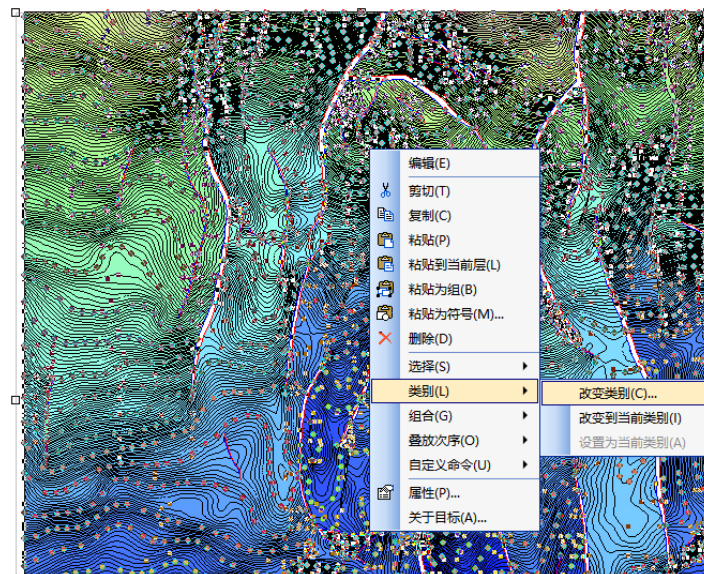 编辑(E)
剪切(T)
复制(C)
粘贴(P)
粘贴到当前层(L)
粘贴为组(B)
粘贴为符号(M)...
删除(D)
选择(S)
类别(L)
组合(G)
叠放次序(O)
自定义命令(U)
属性(P)...
关于目标(A)...
改变类别(C)...
改变到当前类别(I)
设置为当前类别(A)